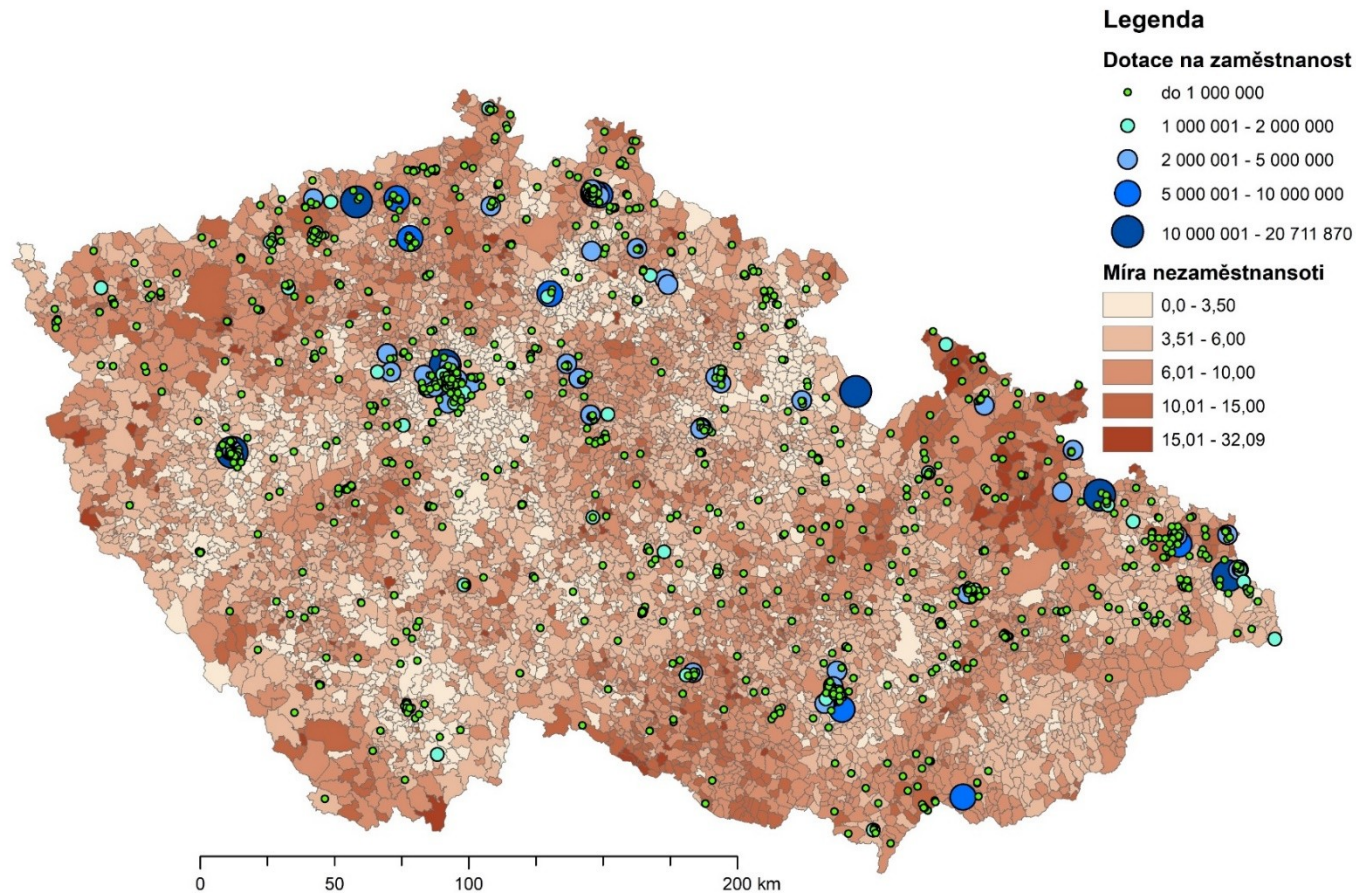 Legenda
Dotace na zaměstnanost
do 1 000 000
1 000 001 - 2 000 000
2 000 001 - 5 000 000
5 000 001 - 10 000 000
10 000 001 - 20 711 870
Míra nezaměstnansoti
0,0 - 3,50
3,51 - 6,00
6,01 - 10,00
10,01 - 15,00
15,01 - 32,09
0 50 100 200 km